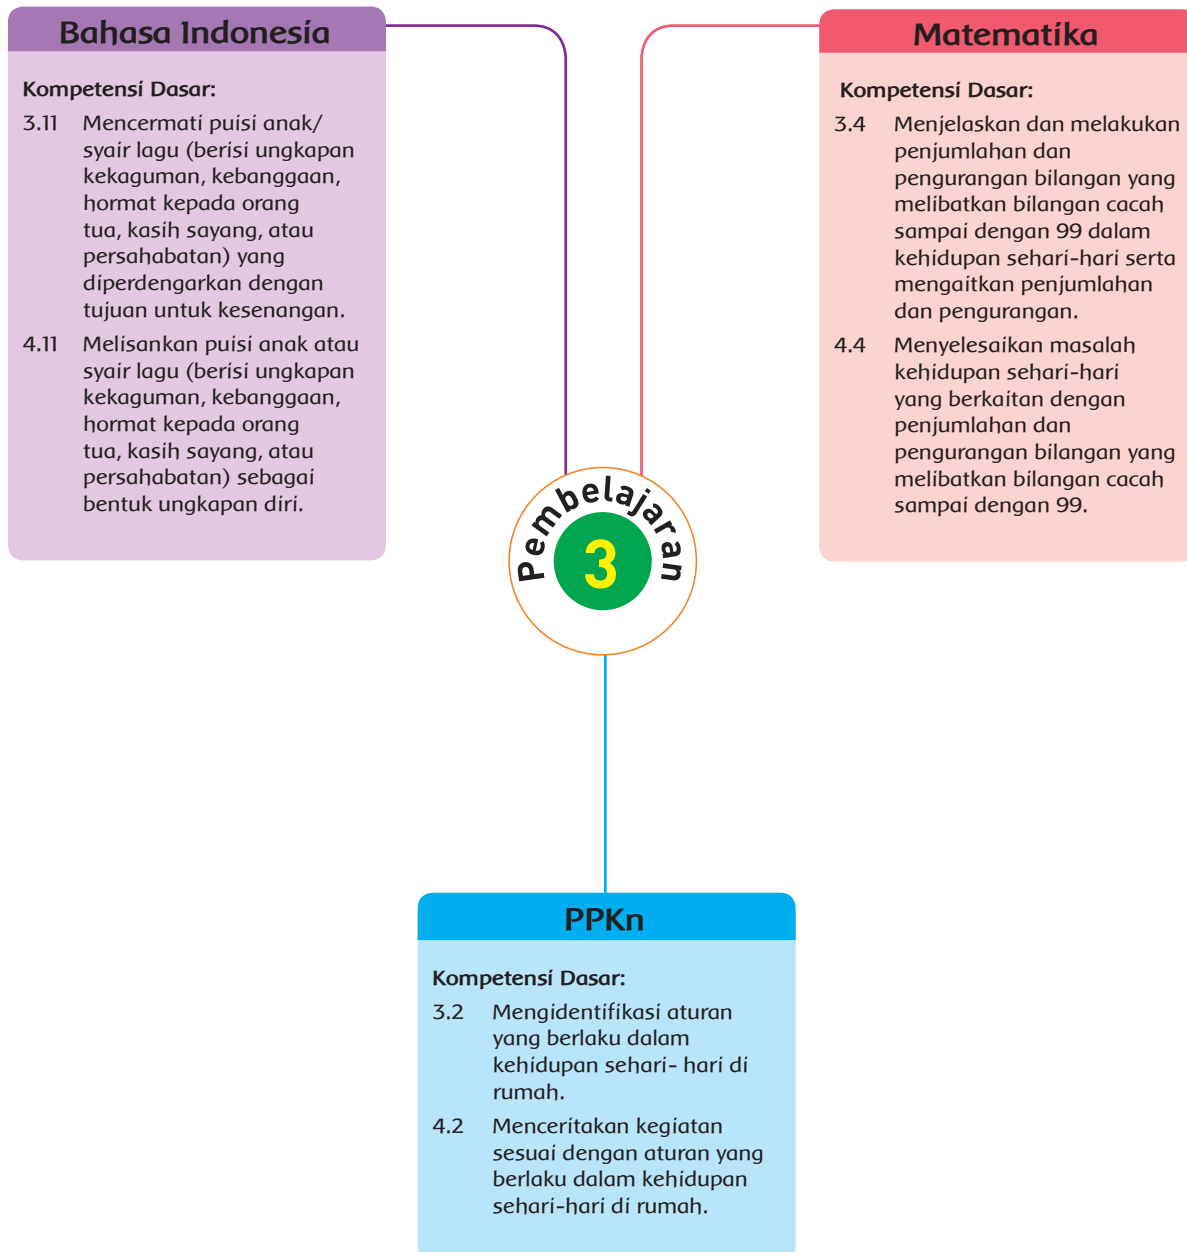 Bahasa Indonesia
Kompetensi Dasar:
3.11 Mencermati puisi anak/
syair lagu (berisi ungkapan
kekaguman, kebanggaan,
hormat kepada orang
tua, kasih sayang, atau
persahabatan) yang
diperdengarkan dengan
tujuan untuk kesenangan.
4.11 Melisankan puisi anak atau
syair lagu (berisi ungkapan
kekaguman, kebanggaan,
hormat kepada orang
tua, kasih sayang, atau
persahabatan) sebagai
bentuk ungkapan diri.
Matematika
Kompetensi Dasar:
3.4 Menjelaskan dan melakukan
penjumlahan dan
pengurangan bilangan yang
melibatkan bilangan cacah
sampai dengan 99 dalam
kehidupan sehari-hari serta
mengaitkan penjumlahan
dan pengurangan.
4.4 Menyelesaikan masalah
kehidupan sehari-hari
yang berkaitan dengan
penjumlahan dan
pengurangan bilangan yang
melibatkan bilangan cacah
sampai dengan 99.
Pembelajaran
3
PPKn
Kompetensi Dasar:
3.2 Mengidentifikasi aturan
yang berlaku dalam
kehidupan sehari- hari di
rumah.
4.2 Menceritakan kegiatan
sesuai dengan aturan yang
berlaku dalam kehidupan
sehari-hari di rumah.